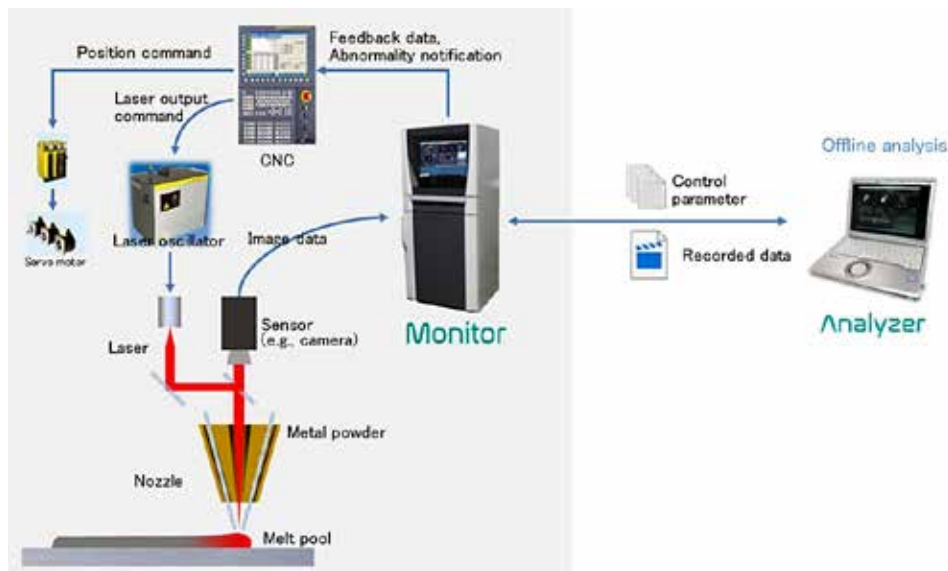 Position command
Feedback data,
Abnormality notification
Laser output
command
CNC
Offline analysis
Control
parameter
Laser oscillator
Servo motor
Image data
Recorded data
Sensor
(e.g., camera)
Monitor
Analyzer
Laser
Metal powder
Nozzle
Melt pool